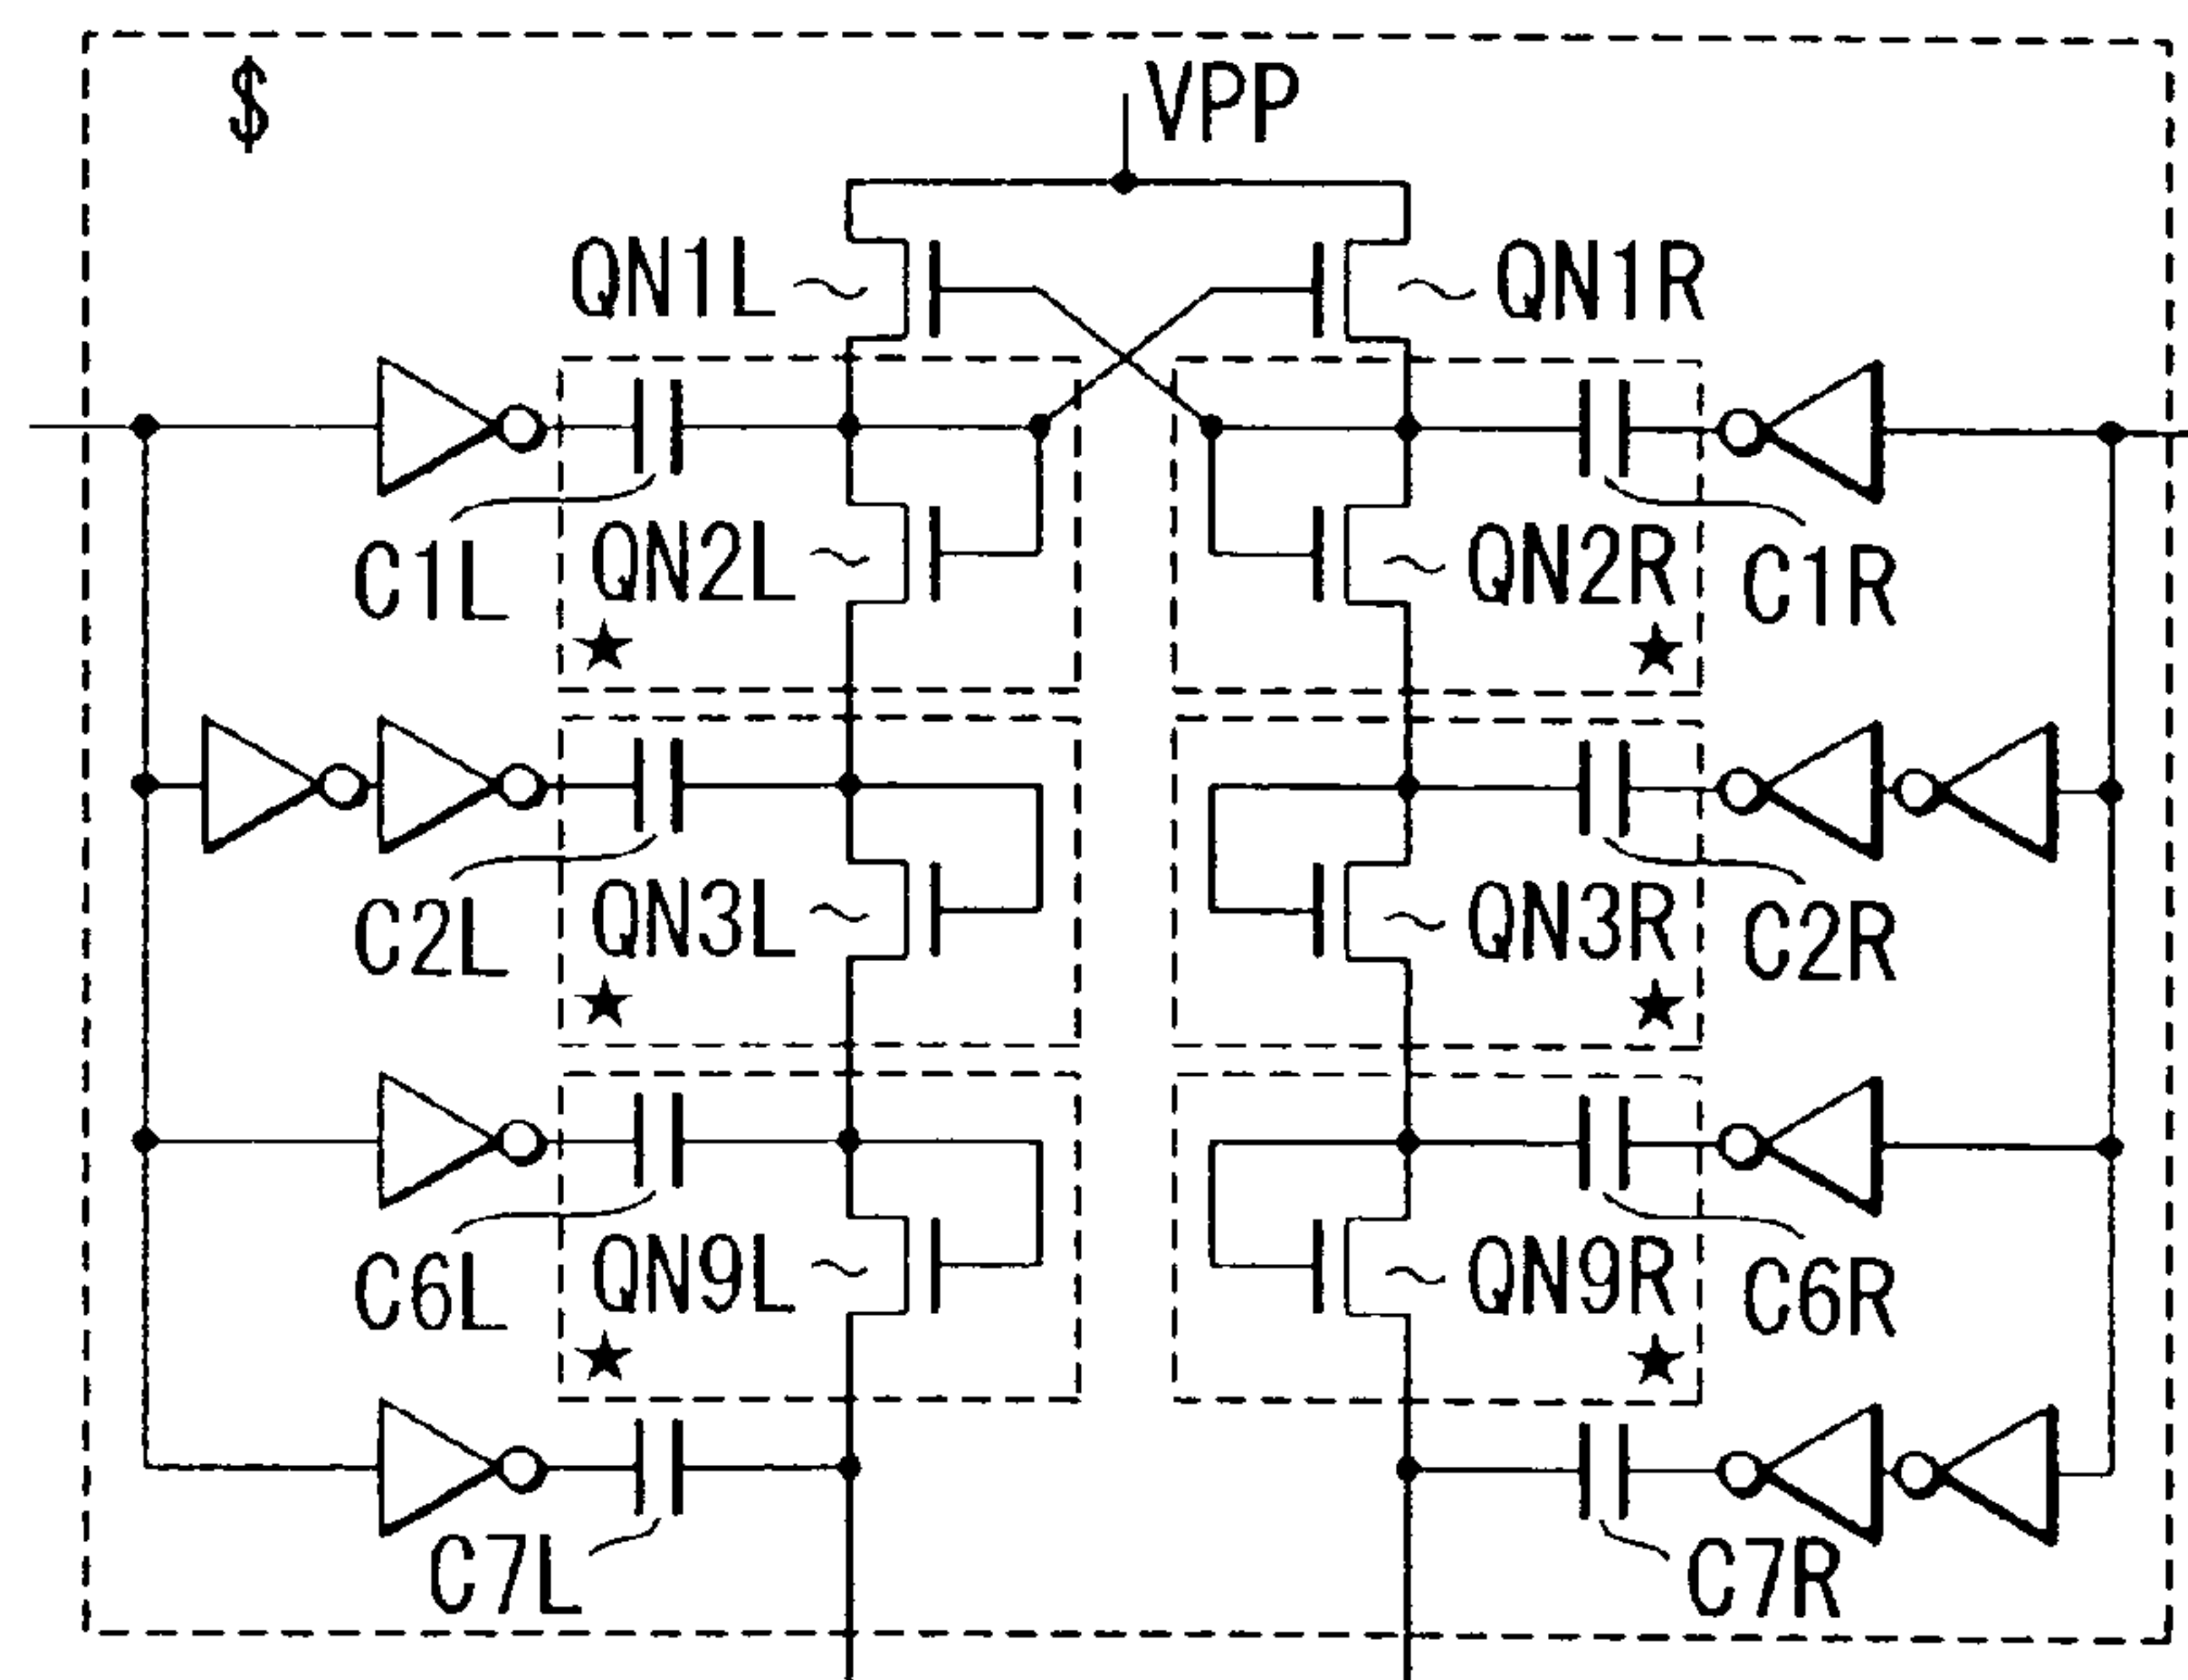 $
VPP
QN1L
QN1R
C1L
QN2L
QN2R
C1R
★
★
C2L
QN3L
QN3R
C2R
★
★
C6L
QN9L
QN9R
C6R
★
★
C7L
C7R